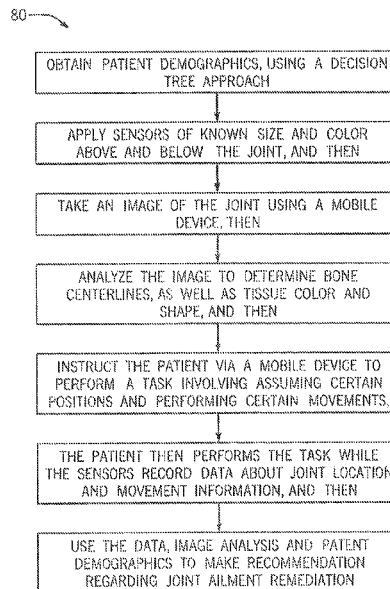 80
OBTAIN PATIENT DEMOGRAPHICS, USING A DECISION
TREE APPROACH
APPLY SENSORS OF KNOWN SIZE AND COLOR
ABOVE AND BELOW THE JOINT, AND THEN
TAKE AN IMAGE OF THE JOINT USING A MOBILE
DEVICE, THEN
ANALYZE THE IMAGE TO DETERMINE BONE
CENTERLINES, AS WELL AS TISSUE COLOR AND
SHAPE, AND THEN
INSTRUCT THE PATIENT VIA A MOBILE DEVICE TO
PERFORM A TASK INVOLVING ASSUMING CERTAIN
POSITIONS AND PERFORMING CERTAIN MOVEMENTS.
THE PATIENT THEN PERFORMS THE TASK WHILE
THE SENSORS RECORD DATA ABOUT JOINT LOCATION
AND MOVEMENT INFORMATION, AND THEN
USE THE DATA, IMAGE ANALYSIS AND PATENT
DEMOGRAPHICS TO MAKE RECOMMENDATION
REGARDING JOINT AILMENT REMEDIATION